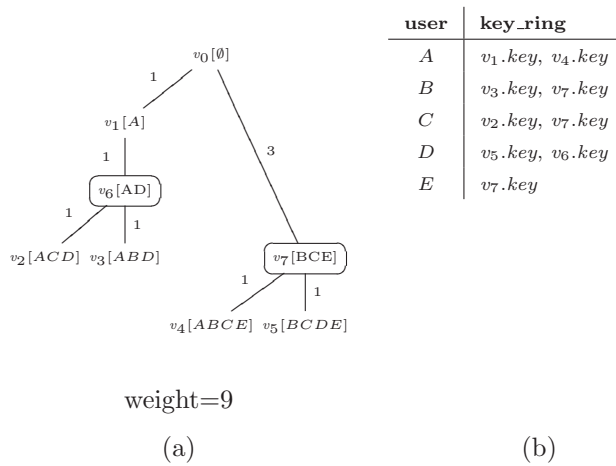 v0[∅]
1
v1[A]
1
3
v6[AD]
1
1
v2[ACD] v3[ABD]
v7[BCE]
1
1
v4[ABCE] v5[BCDE]
weight=9
(a)
user key_ring
A v1.key, v4.key
B v3.key, v7.key
C v2.key, v7.key
D v5.key, v6.key
E v7.key
(b)